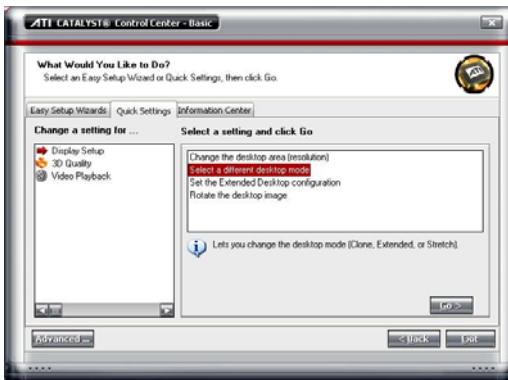 ATI CATALYST® Control Center - Basic
What Would You Like to Do?
Select an Easy Setup Wizard or Quick Settings, then click Go.
ATI
Easy Setup Wizards Quick Settings Information Center
Change a setting for ...
Display Setup
3D Quality
Video Playback
Select a setting and click Go
Change the desktop area (resolution)
Select a different desktop mode
Set the Extended Desktop configuration
Rotate the desktop image
Lets you change the desktop mode (Clone, Extended, or Stretch).
Go >
Advanced ...
< Back
Exit